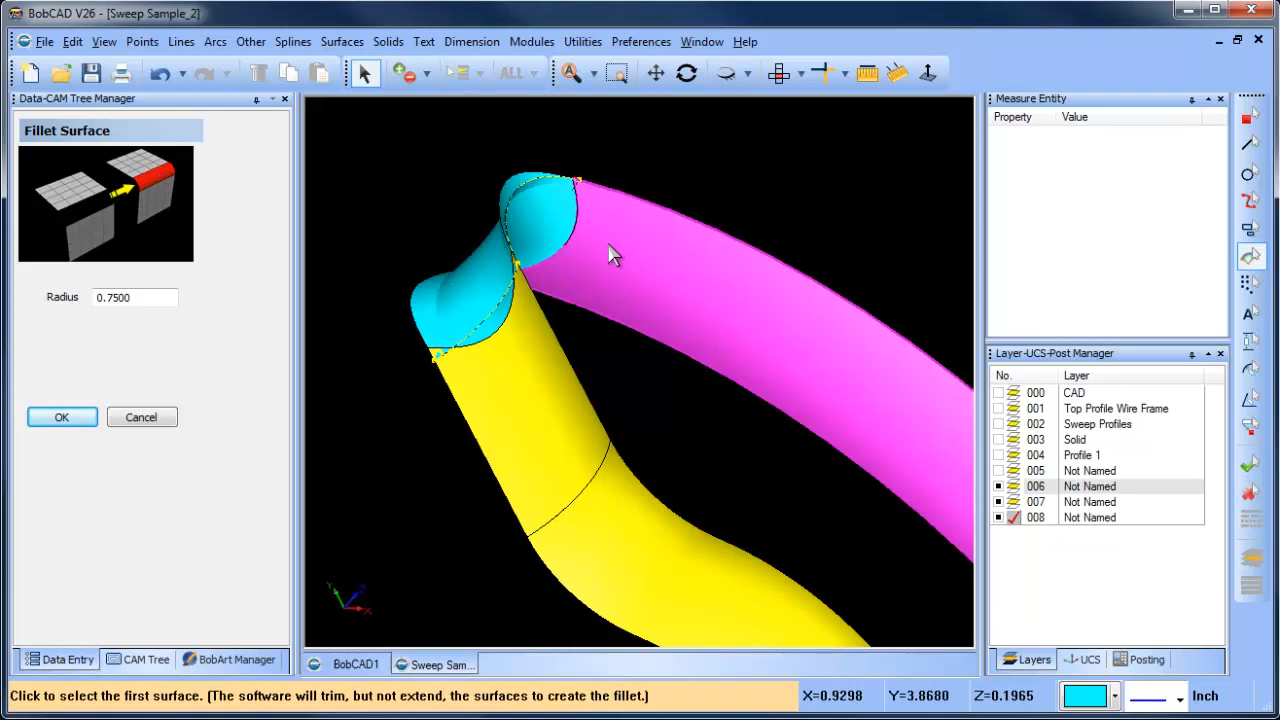 BobCAD V26 - [Sweep Sample_2]
File Edit View Points Lines Arcs Other Splines Surfaces Solids Text Dimension Modules Utilities Preferences Window Help
ALL
Data-CAM Tree Manager
Fillet Surface
Radius 0.7500
OK Cancel
Data Entry CAM Tree BobArt Manager
Y Z X
BobCAD1 Sweep Sam...
Measure Entity
Property Value
Layer-UCS-Post Manager
No. Layer
000 CAD
001 Top Profile Wire Frame
002 Sweep Profiles
003 Solid
004 Profile 1
005 Not Named
006 Not Named
007 Not Named
008 Not Named
Layers UCS Posting
Click to select the first surface. (The software will trim, but not extend, the surfaces to create the fillet.)
X=0.9298 Y=3.8680 Z=0.1965 Inch